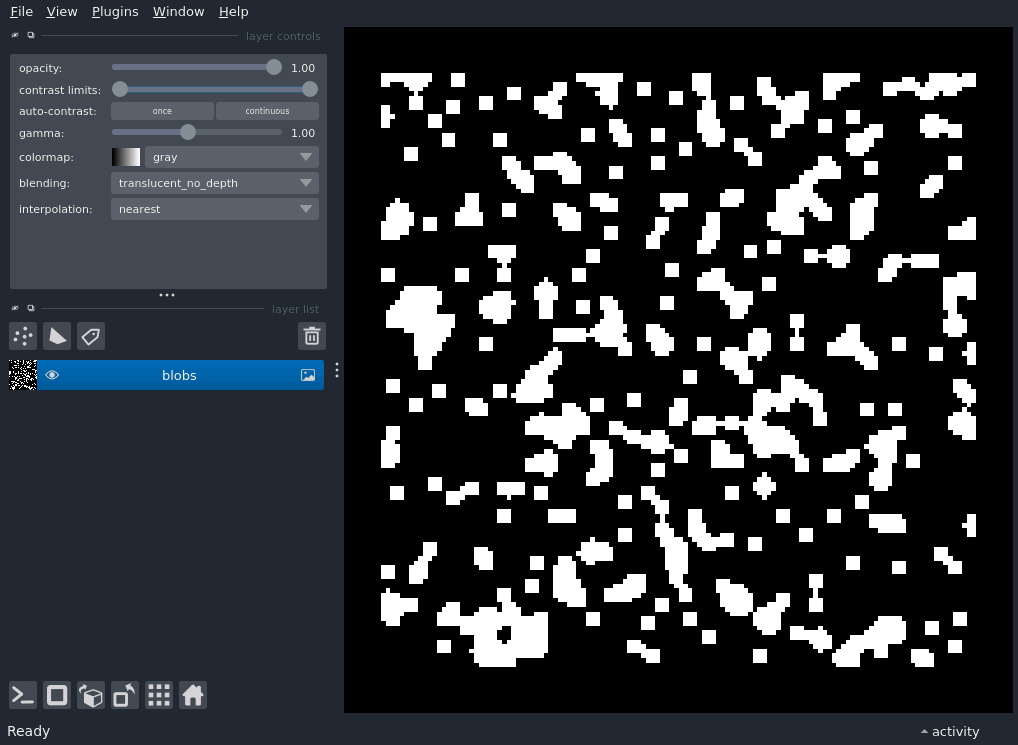 File View Plugins Window Help
layer controls
opacity: 1.00
contrast limits:
auto-contrast: once continuous
gamma: 1.00
colormap: gray
blending: translucent_no_depth
interpolation: nearest
layer list
blobs
Ready
activity